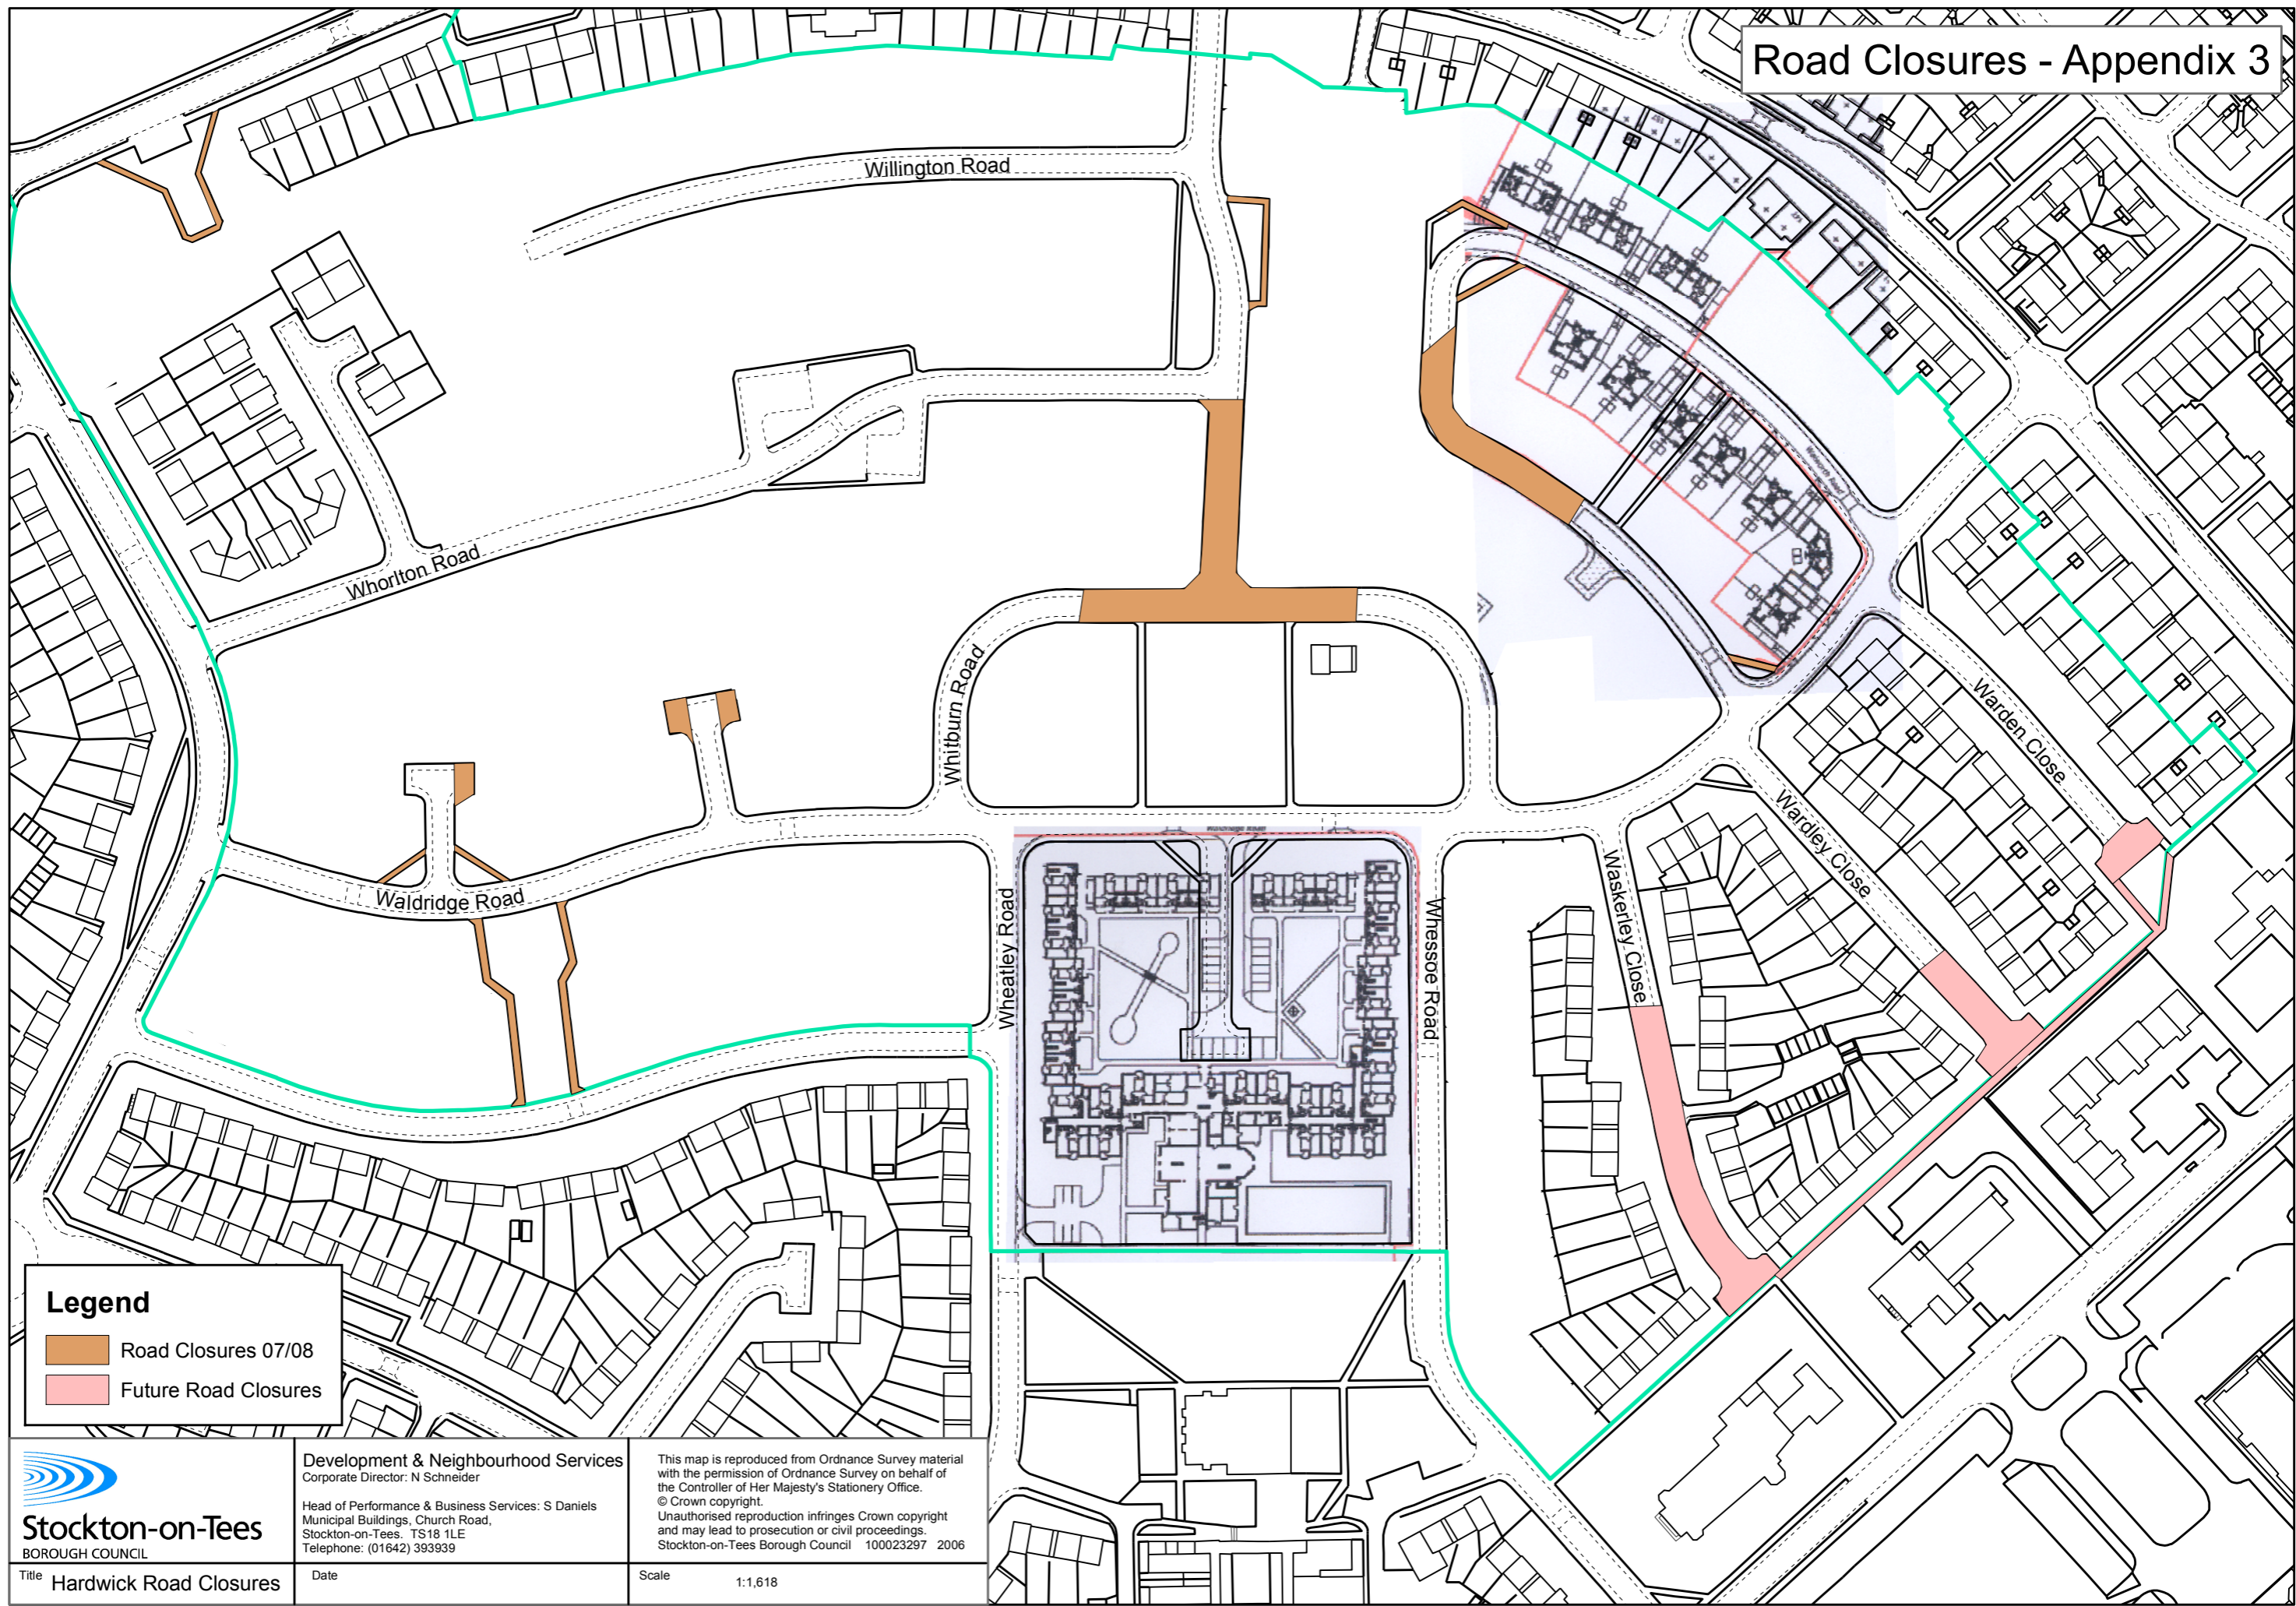 Road Closures - Appendix 3
Willington Road
Whorlton Road
Whitburn Road
Waldridge Road
Wheatley Road
Whessoe Road
Waskerley Close
Wardley Close
Warden Close
Walworth Road
Waldridge Road
Legend
Road Closures 07/08
Future Road Closures
Stockton-on-Tees
BOROUGH COUNCIL
Development & Neighbourhood Services
Corporate Director: N Schneider
Head of Performance & Business Services: S Daniels
Municipal Buildings, Church Road,
Stockton-on-Tees. TS18 1LE
Telephone: (01642) 393939
This map is reproduced from Ordnance Survey material
with the permission of Ordnance Survey on behalf of
the Controller of Her Majesty's Stationery Office.
© Crown copyright.
Unauthorised reproduction infringes Crown copyright
and may lead to prosecution or civil proceedings.
Stockton-on-Tees Borough Council 100023297 2006
Title Hardwick Road Closures
Date
Scale
1:1,618